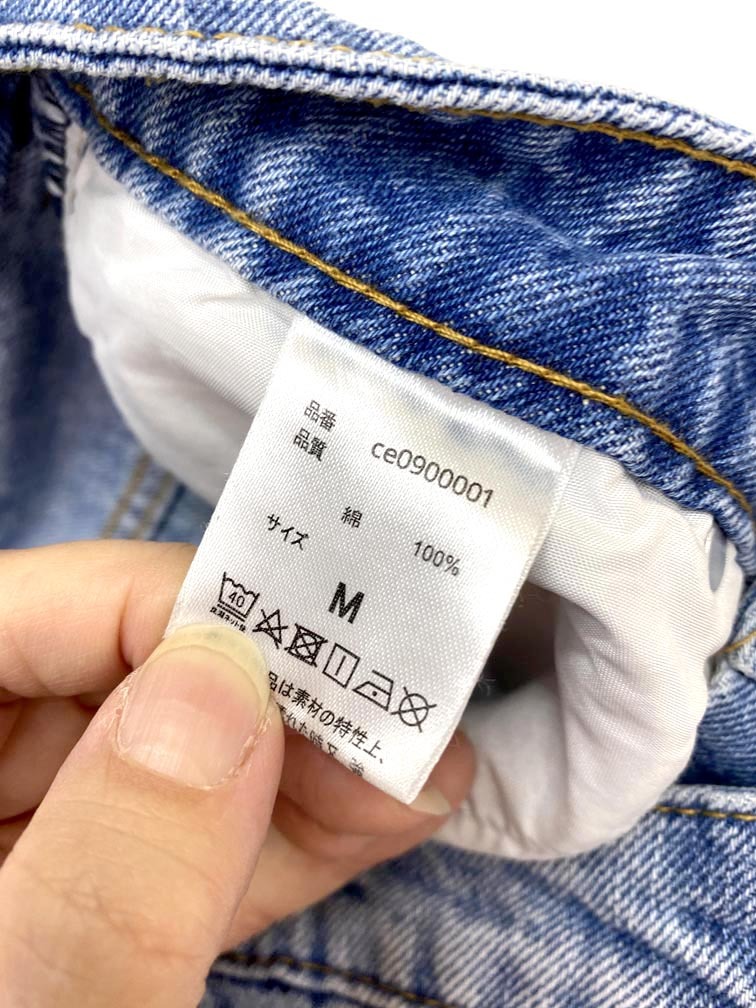 品番
品質 ce0900001
綿 100%
サイズ
M
40
品は素材の特性上、